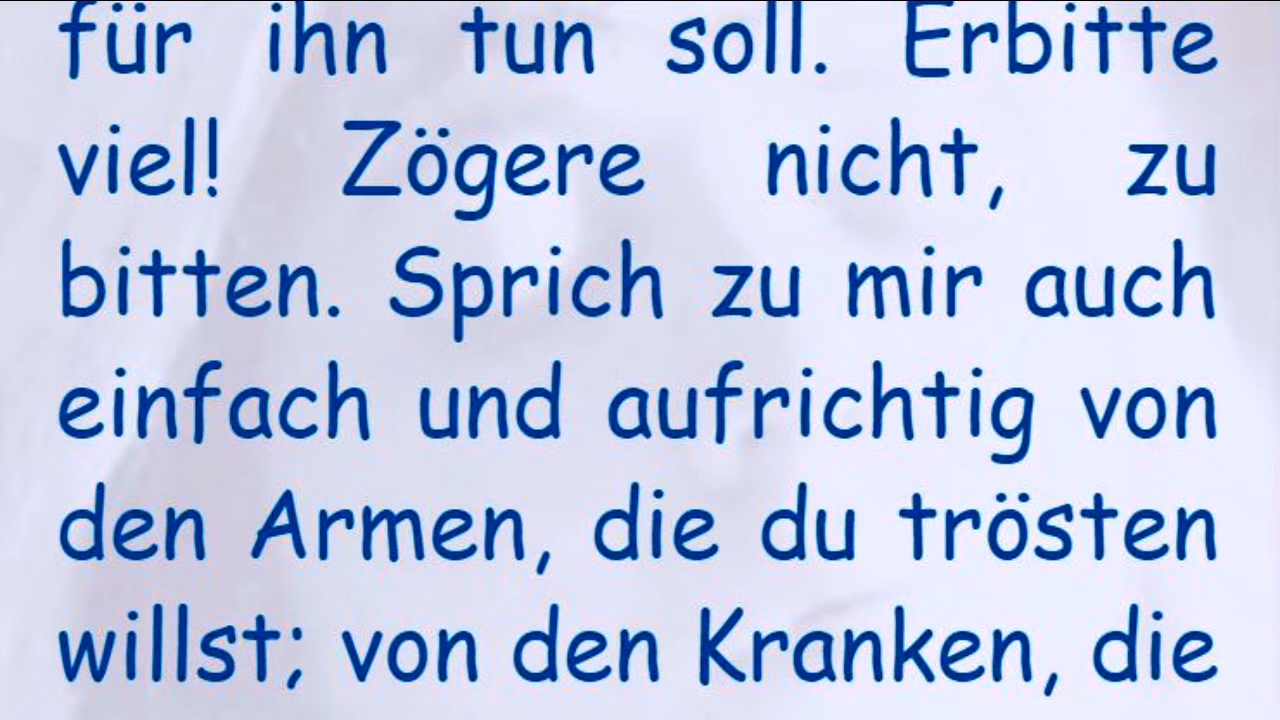 für ihn tun soll. Erbitte
viel! Zögere nicht, zu
bitten. Sprich zu mir auch
einfach und aufrichtig von
den Armen, die du trösten
willst; von den Kranken, die